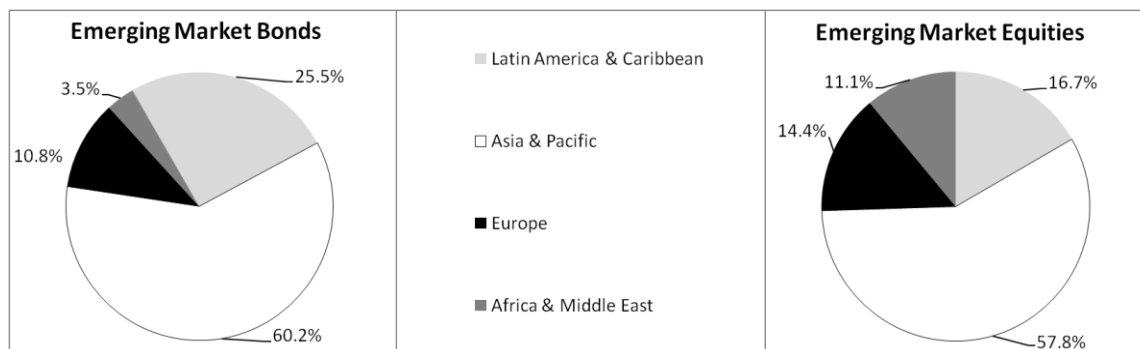 Emerging Market Bonds
25.5%
3.5%
10.8%
60.2%
Latin America & Caribbean
Asia & Pacific
Europe
Africa & Middle East
Emerging Market Equities
11.1%
16.7%
14.4%
57.8%